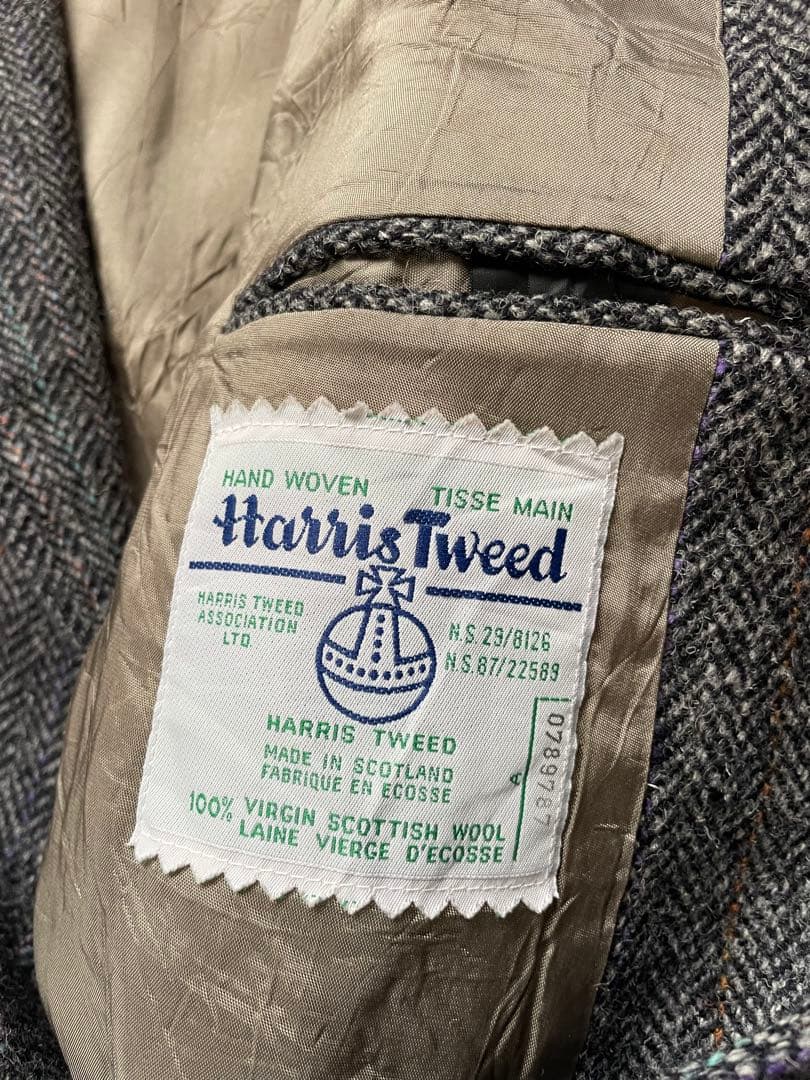 HAND WOVEN TISSE MAIN
Harris Tweed
HARRIS TWEED
ASSOCIATION
LTD.
N.S. 29/8126
N.S. 87/22589
HARRIS TWEED
MADE IN SCOTLAND
FABRIQUE EN ECOSSE
100% VIRGIN SCOTTISH WOOL
LAINE VIERGE D'ECOSSE
A
0789787